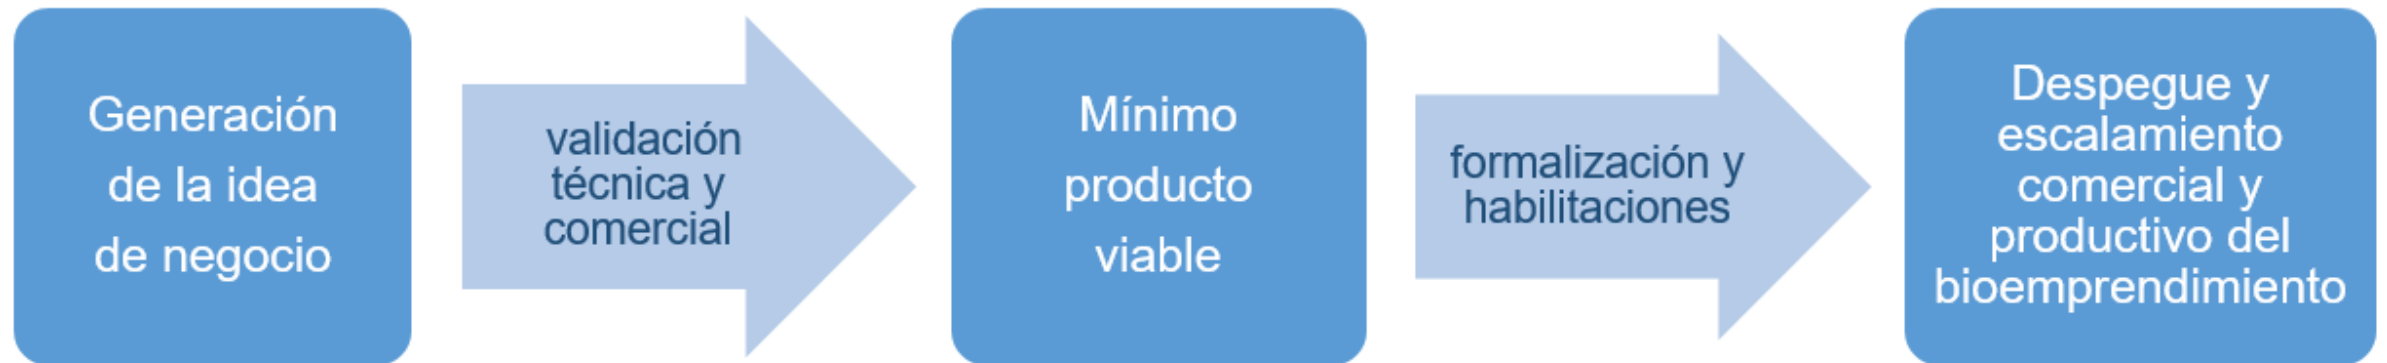 Generación
de la idea
de negocio
validación
técnica y
comercial
Mínimo
producto
viable
formalización y
habilitaciones
Despegue y
escalamiento
comercial y
productivo del
bioemprendimiento